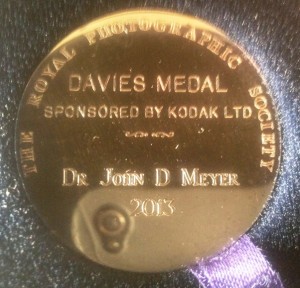 THE ROYAL PHOTOGRAPHIC SOCIETY
DAVIES MEDAL
SPONSORED BY KODAK LTD
DR JOHN D MEYER
2013